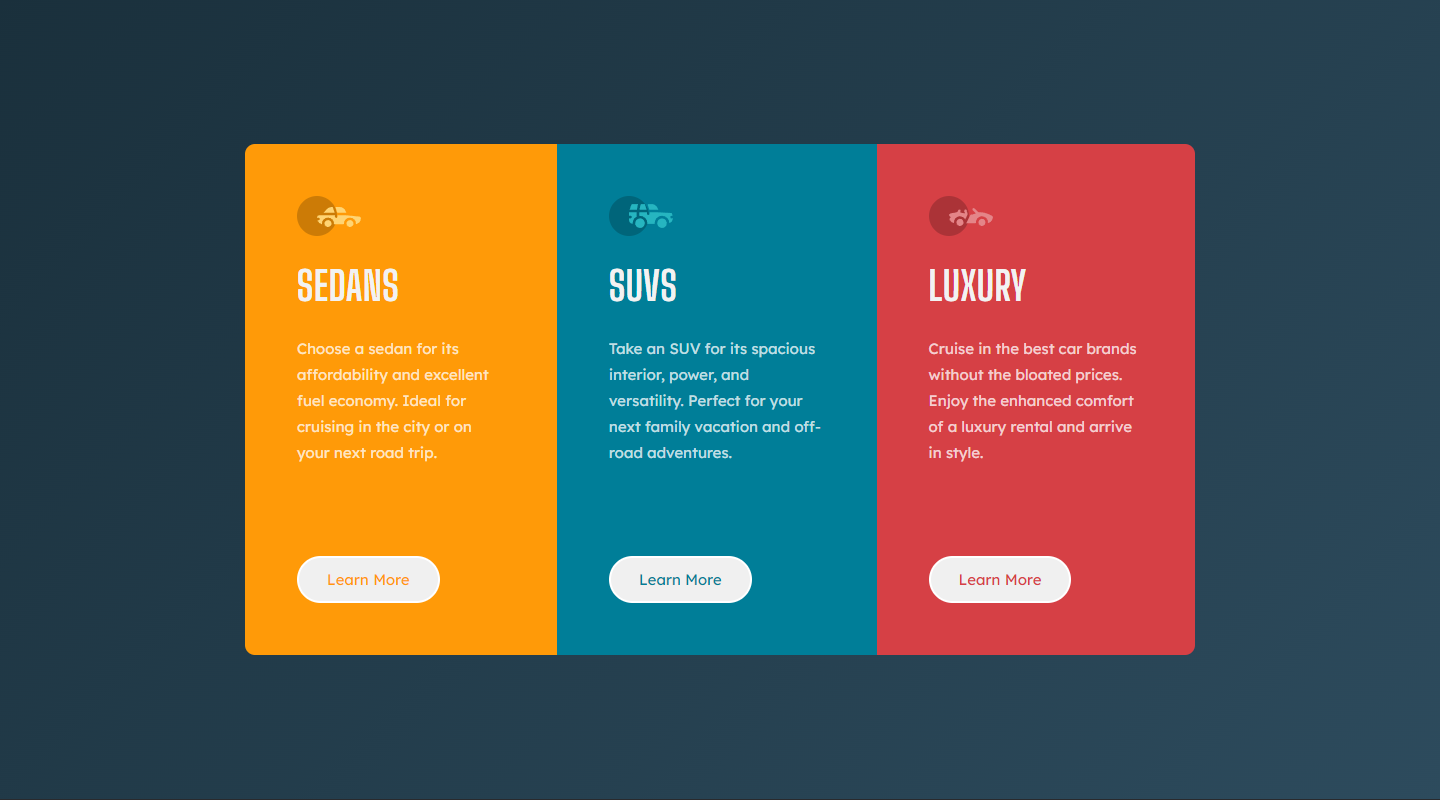 SEDANS
Choose a sedan for its
affordability and excellent
fuel economy. Ideal for
cruising in the city or on
your next road trip.
Learn More
SUVS
Take an SUV for its spacious
interior, power, and
versatility. Perfect for your
next family vacation and off-
road adventures.
Learn More
LUXURY
Cruise in the best car brands
without the bloated prices.
Enjoy the enhanced comfort
of a luxury rental and arrive
in style.
Learn More